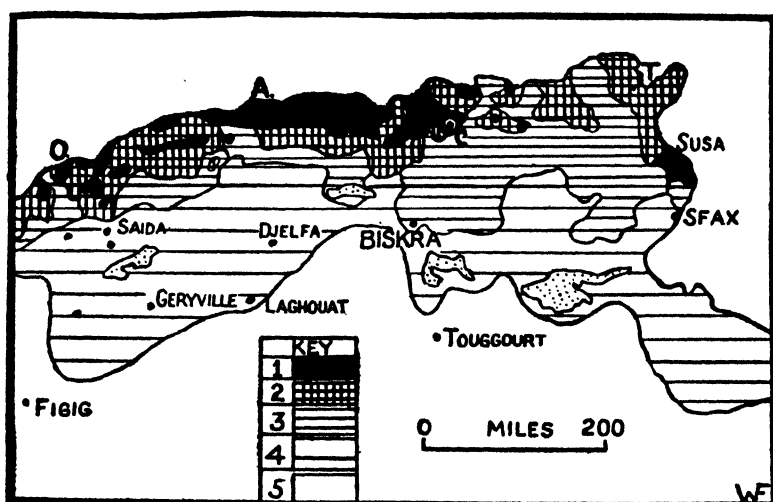 T.
A.
C
O.
SUSA
SAIDA
DJELFA
BISKRA
SFAX
GERYVILLE
LAGHOUAT
TOUGGOURT
KEY
1
2
3
4
5
FIGIG
0 MILES 200
WF